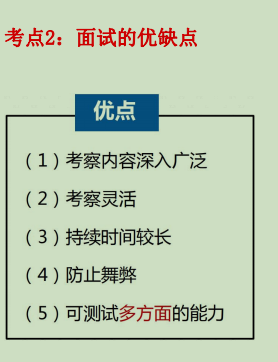 考点2：面试的优缺点
优点
（1）考察内容深入广泛
（2）考察灵活
（3）持续时间较长
（4）防止舞弊
（5）可测试多方面的能力